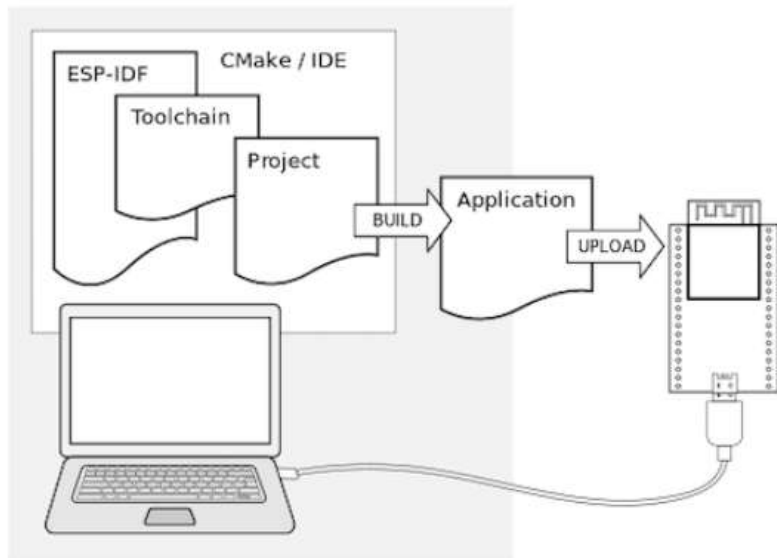 ESP-IDF
CMake / IDE
Toolchain
Project
BUILD
Application
UPLOAD